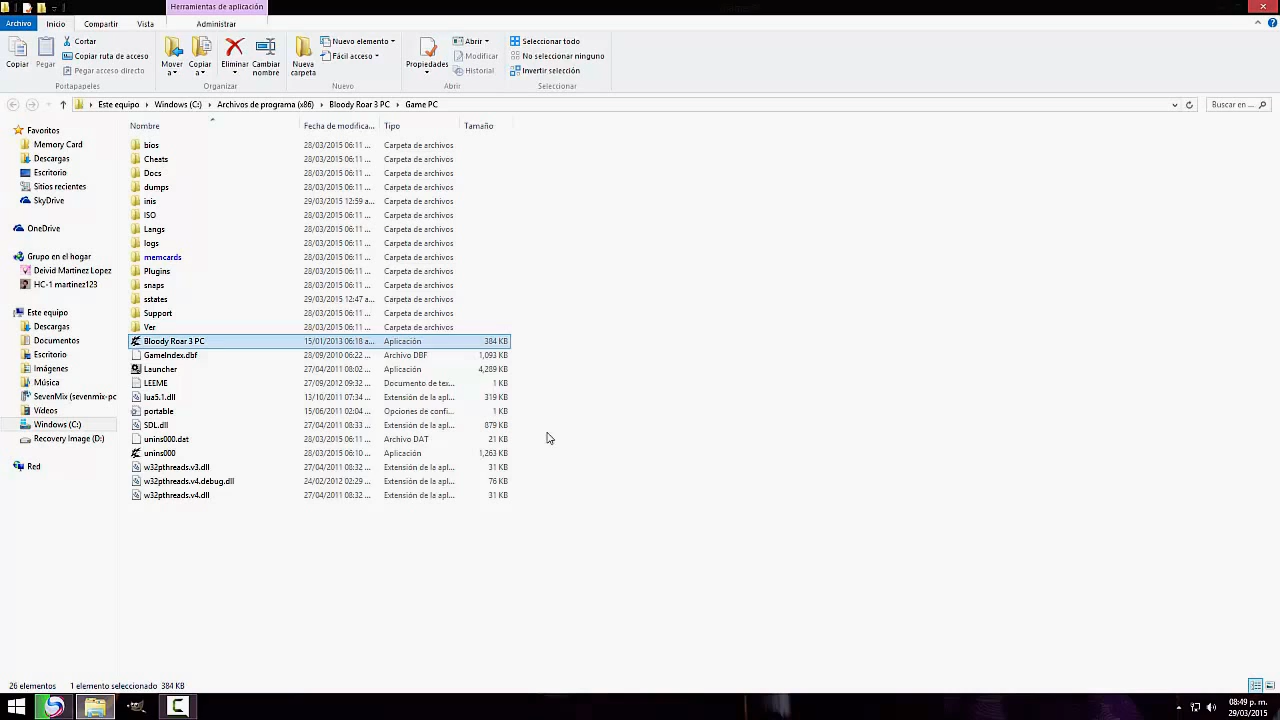 Herramientas de aplicación
Archivo Inicio Compartir Vista Administrar
Copiar
Pegar
Cortar
Copiar ruta de acceso
Pegar acceso directo
Portapapeles
Mover a
Copiar a
Eliminar
Cambiar nombre
Organizar
Nueva carpeta
Nuevo elemento
Fácil acceso
Nuevo
Propiedades
Abrir
Modificar
Historial
Abrir
Seleccionar todo
No seleccionar ninguno
Invertir selección
Seleccionar
Este equipo Windows (C:) Archivos de programa (x86) Bloody Roar 3 PC Game PC
Buscar en ...
Favoritos
Memory Card
Descargas
Escritorio
Sitios recientes
SkyDrive
OneDrive
Grupo en el hogar
Deivid Martinez Lopez
HC-1 martinez123
Este equipo
Descargas
Documentos
Escritorio
Imágenes
Música
SevenMix (sevenmix-pc
Vídeos
Windows (C:)
Recovery Image (D:)
Red
Nombre Fecha de modifica... Tipo Tamaño
bios 28/03/2015 06:11 ... Carpeta de archivos
Cheats 28/03/2015 06:11 ... Carpeta de archivos
Docs 28/03/2015 06:11 ... Carpeta de archivos
dumps 28/03/2015 06:11 ... Carpeta de archivos
inis 29/03/2015 12:59 a... Carpeta de archivos
ISO 28/03/2015 06:11 ... Carpeta de archivos
Langs 28/03/2015 06:11 ... Carpeta de archivos
logs 28/03/2015 06:11 ... Carpeta de archivos
memcards 28/03/2015 06:11 ... Carpeta de archivos
Plugins 28/03/2015 06:11 ... Carpeta de archivos
snaps 28/03/2015 06:11 ... Carpeta de archivos
sstates 29/03/2015 12:47 a... Carpeta de archivos
Support 28/03/2015 06:11 ... Carpeta de archivos
Ver 28/03/2015 06:11 ... Carpeta de archivos
Bloody Roar 3 PC 15/01/2013 06:18 a... Aplicación 384 KB
GameIndex.dbf 28/09/2010 06:22 ... Archivo DBF 1,093 KB
Launcher 27/04/2011 08:02 ... Aplicación 4,289 KB
LEEME 27/09/2012 09:32 ... Documento de tex... 1 KB
lua5.1.dll 13/10/2011 07:34 ... Extensión de la apl... 319 KB
portable 15/06/2011 02:04 ... Opciones de confi... 1 KB
SDL.dll 27/04/2011 08:33 ... Extensión de la apl... 879 KB
unins000.dat 28/03/2015 06:11 ... Archivo DAT 21 KB
unins000 28/03/2015 06:10 ... Aplicación 1,263 KB
w32pthreads.v3.dll 27/04/2011 08:32 ... Extensión de la apl... 31 KB
w32pthreads.v4.debug.dll 24/02/2012 02:29 ... Extensión de la apl... 76 KB
w32pthreads.v4.dll 27/04/2011 08:32 ... Extensión de la apl... 31 KB
26 elementos 1 elemento seleccionado 384 KB
08:49 p. m.
29/03/2015